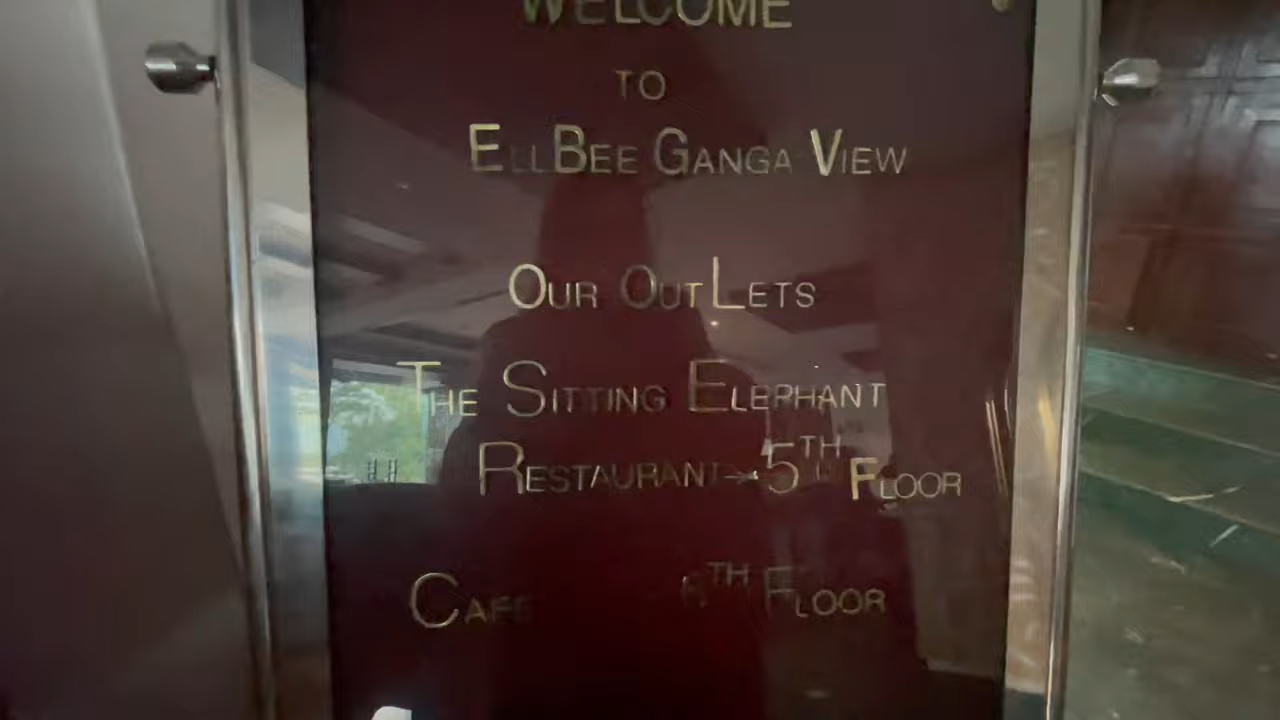 WELCOME
TO
ELLBEE GANGA VIEW
OUR OUTLETS
THE SITTING ELEPHANT
RESTAURANT 5TH FLOOR
CAFE TH FLOOR